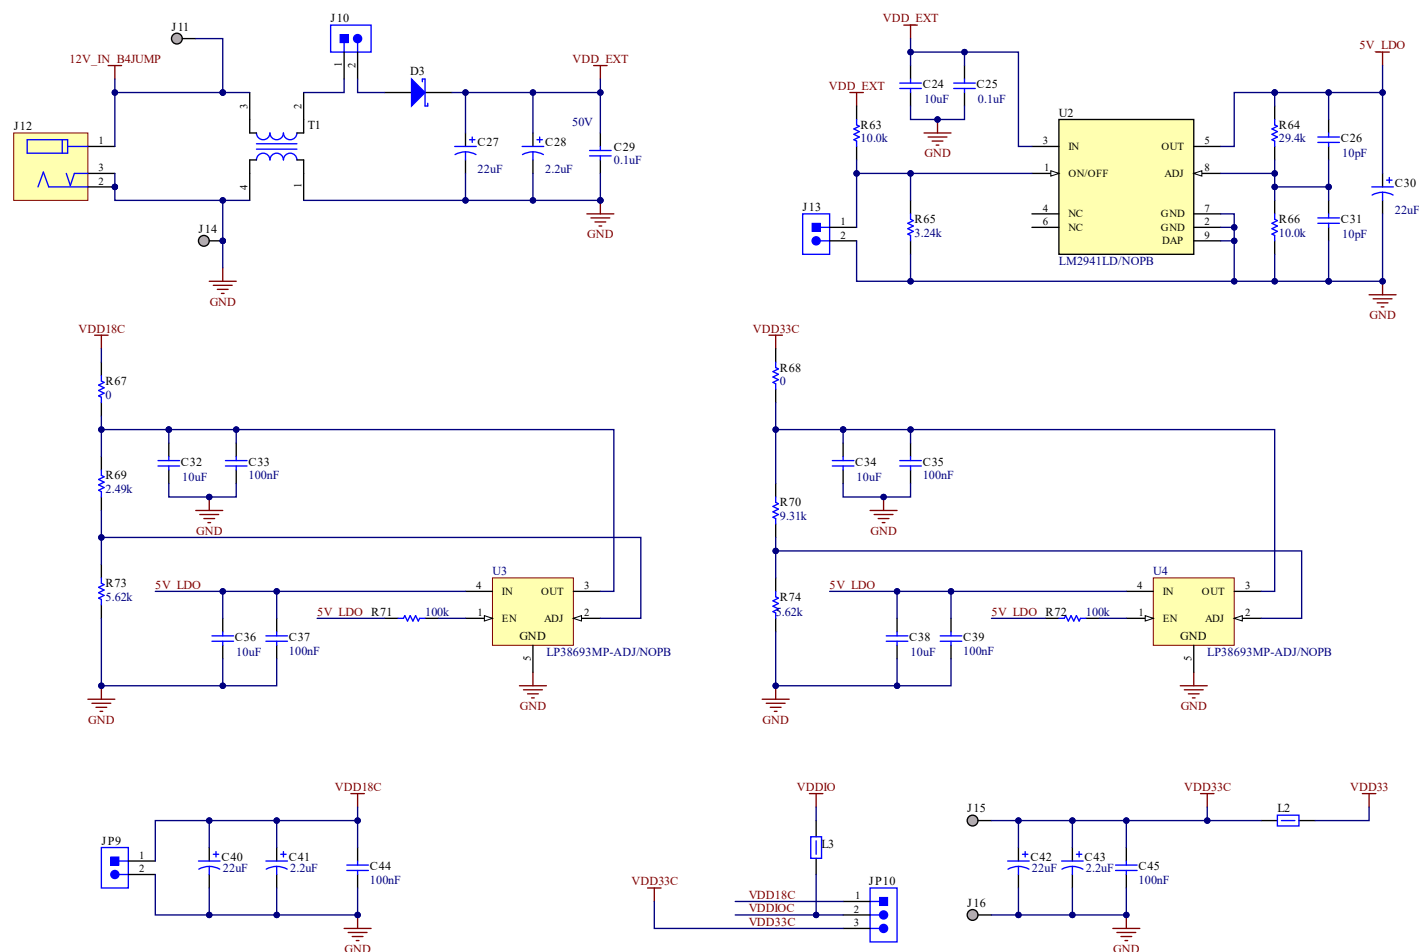 J11
12V_IN_B4JUMP
J12
1
3
2
J14
GND
3
4
2
1
T1
J10
1
2
D3
C27
22uF
C28
2.2uF
50V
C29
0.1uF
VDD_EXT
GND
VDD_EXT
C24
10uF
C25
0.1uF
GND
VDD_EXT
R63
10.0k
J13
1
2
R65
3.24k
U2
3
IN
OUT
5
1
ON/OFF
ADJ
8
4
NC
GND
7
6
NC
GND
2
DAP
9
LM2941LD/NOPB
5V_LDO
R64
29.4k
C26
10pF
R66
10.0k
C31
10pF
C30
22uF
GND
VDD18C
R67
0
C32
10uF
C33
100nF
GND
R69
2.49k
R73
5.62k
5V_LDO
C36
10uF
C37
100nF
5V_LDO
R71
100k
U3
4
IN
OUT
3
1
EN
ADJ
2
GND
5
LP38693MP-ADJ/NOPB
GND
GND
VDD33C
R68
0
C34
10uF
C35
100nF
GND
R70
9.31k
R74
5.62k
5V_LDO
C38
10uF
C39
100nF
5V_LDO
R72
100k
U4
4
IN
OUT
3
1
EN
ADJ
2
GND
5
LP38693MP-ADJ/NOPB
GND
GND
VDD18C
JP9
1
2
C40
22uF
C41
2.2uF
C44
100nF
GND
VDDIO
L3
VDD33C
VDD18C
VDDIOC
VDD33C
JP10
1
2
3
J15
J16
C42
22uF
C43
2.2uF
C45
100nF
GND
VDD33C
L2
VDD33